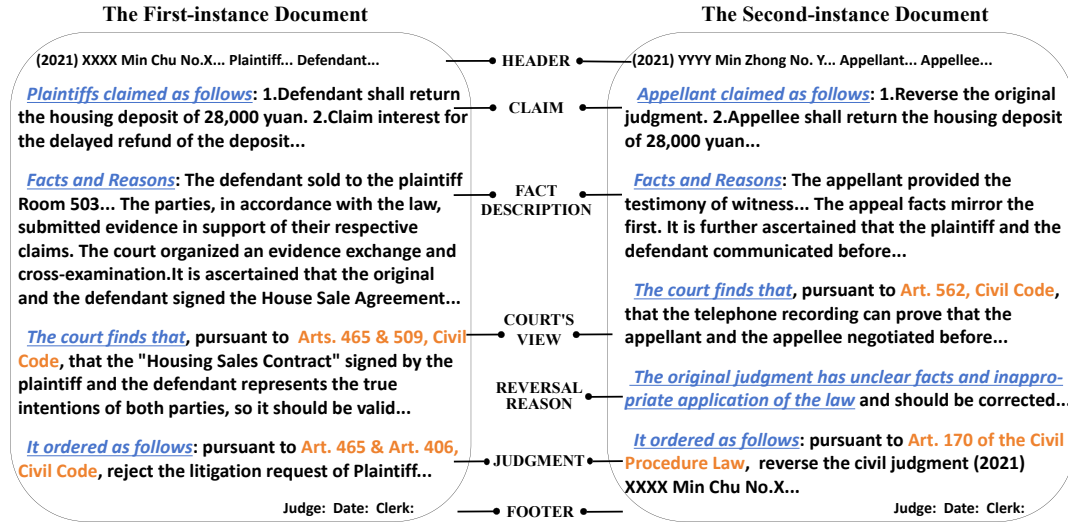 The First-instance Document
(2021) XXXX Min Chu No.X... Plaintiff... Defendant...
Plaintiffs claimed as follows: 1.Defendant shall return
the housing deposit of 28,000 yuan. 2.Claim interest for
the delayed refund of the deposit...
Facts and Reasons: The defendant sold to the plaintiff
Room 503... The parties, in accordance with the law,
submitted evidence in support of their respective
claims. The court organized an evidence exchange and
cross-examination.It is ascertained that the original
and the defendant signed the House Sale Agreement...
The court finds that, pursuant to Arts. 465 & 509, Civil
Code, that the "Housing Sales Contract" signed by the
plaintiff and the defendant represents the true
intentions of both parties, so it should be valid...
It ordered as follows: pursuant to Art. 465 & Art. 406,
Civil Code, reject the litigation request of Plaintiff...
Judge: Date: Clerk:
HEADER
CLAIM
FACT
DESCRIPTION
COURT'S
VIEW
REVERSAL
REASON
JUDGMENT
FOOTER
The Second-instance Document
(2021) YYYY Min Zhong No. Y... Appellant... Appellee...
Appellant claimed as follows: 1.Reverse the original
judgment. 2.Appellee shall return the housing deposit
of 28,000 yuan...
Facts and Reasons: The appellant provided the
testimony of witness... The appeal facts mirror the
first. It is further ascertained that the plaintiff and the
defendant communicated before...
The court finds that, pursuant to Art. 562, Civil Code,
that the telephone recording can prove that the
appellant and the appellee negotiated before...
The original judgment has unclear facts and inappro-
priate application of the law and should be corrected...
It ordered as follows: pursuant to Art. 170 of the Civil
Procedure Law, reverse the civil judgment (2021)
XXXX Min Chu No.X...
Judge: Date: Clerk: